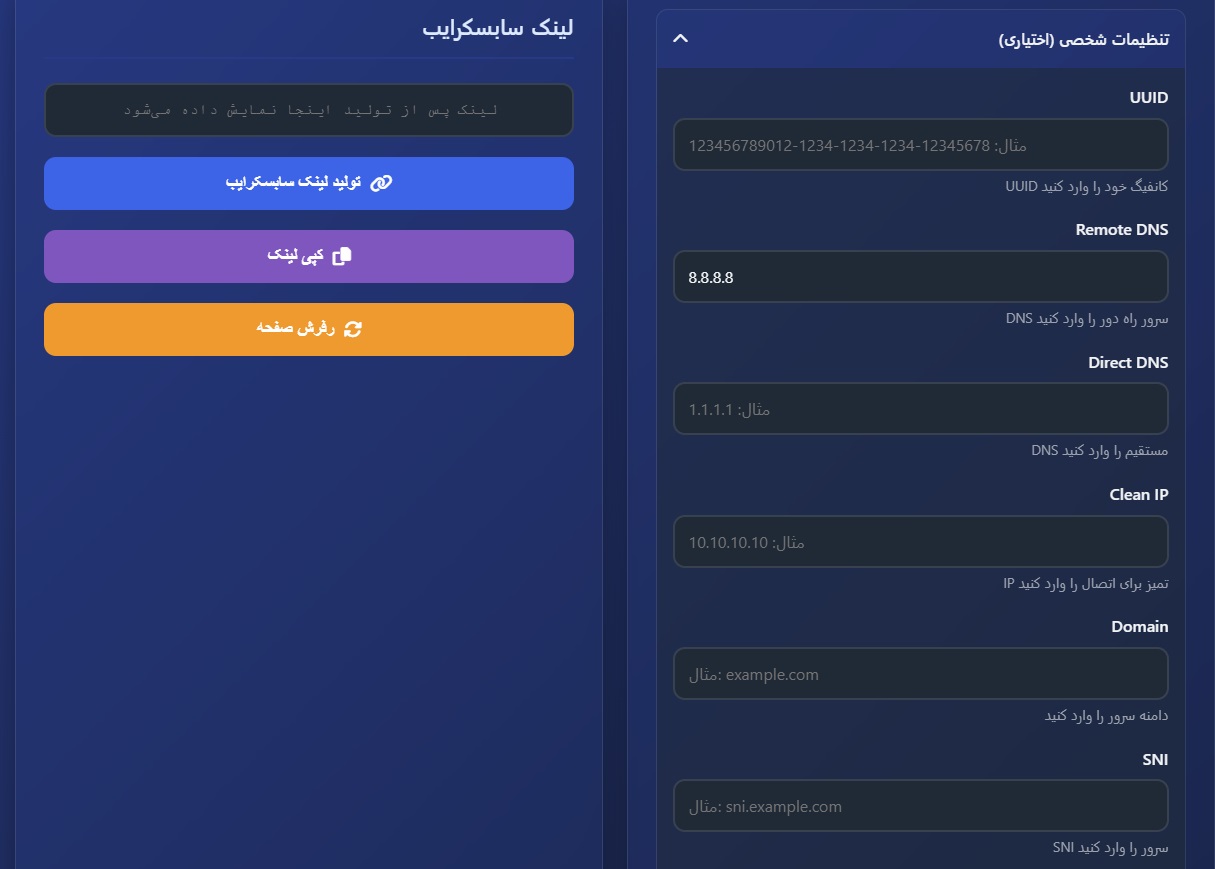 تنظیمات شخصی (اختیاری)
UUID
مثال: 12345678-1234-1234-1234-123456789012
کانفیگ خود را وارد کنید UUID
Remote DNS
8.8.8.8
سرور راه دور را وارد کنید DNS
Direct DNS
مثال: 1.1.1.1
مستقیم را وارد کنید DNS
Clean IP
مثال: 10.10.10.10
تمیز برای اتصال را وارد کنید IP
Domain
مثال: example.com
دامنه سرور را وارد کنید
SNI
مثال: sni.example.com
سرور را وارد کنید SNI
لینک سابسکرایب
لینک پس از تولید اینجا نمایش داده می‌شود
تولید لینک سابسکرایب
کپی لینک
رفرش صفحه